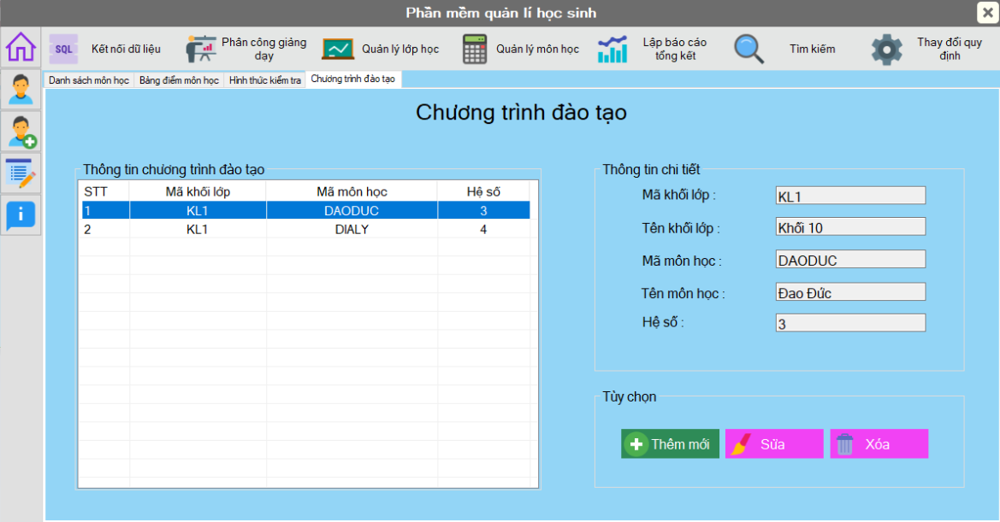 Phần mềm quản lí học sinh
SQL
Kết nối dữ liệu
Phân công giảng
dạy
Quản lý lớp học
Quản lý môn học
Lập báo cáo
tổng kết
Tìm kiếm
Thay đổi quy
định
Danh sách môn học
Bảng điểm môn học
Hình thức kiểm tra
Chương trình đào tạo
Chương trình đào tạo
Thông tin chương trình đào tạo
STT Mã khối lớp Mã môn học Hệ số
1 KL1 DAODUC 3
2 KL1 DIALY 4
Thông tin chi tiết
Mã khối lớp : KL1
Tên khối lớp : Khối 10
Mã môn học : DAODUC
Tên môn học : Đao Đức
Hệ số : 3
Tùy chọn
Thêm mới
Sửa
Xóa